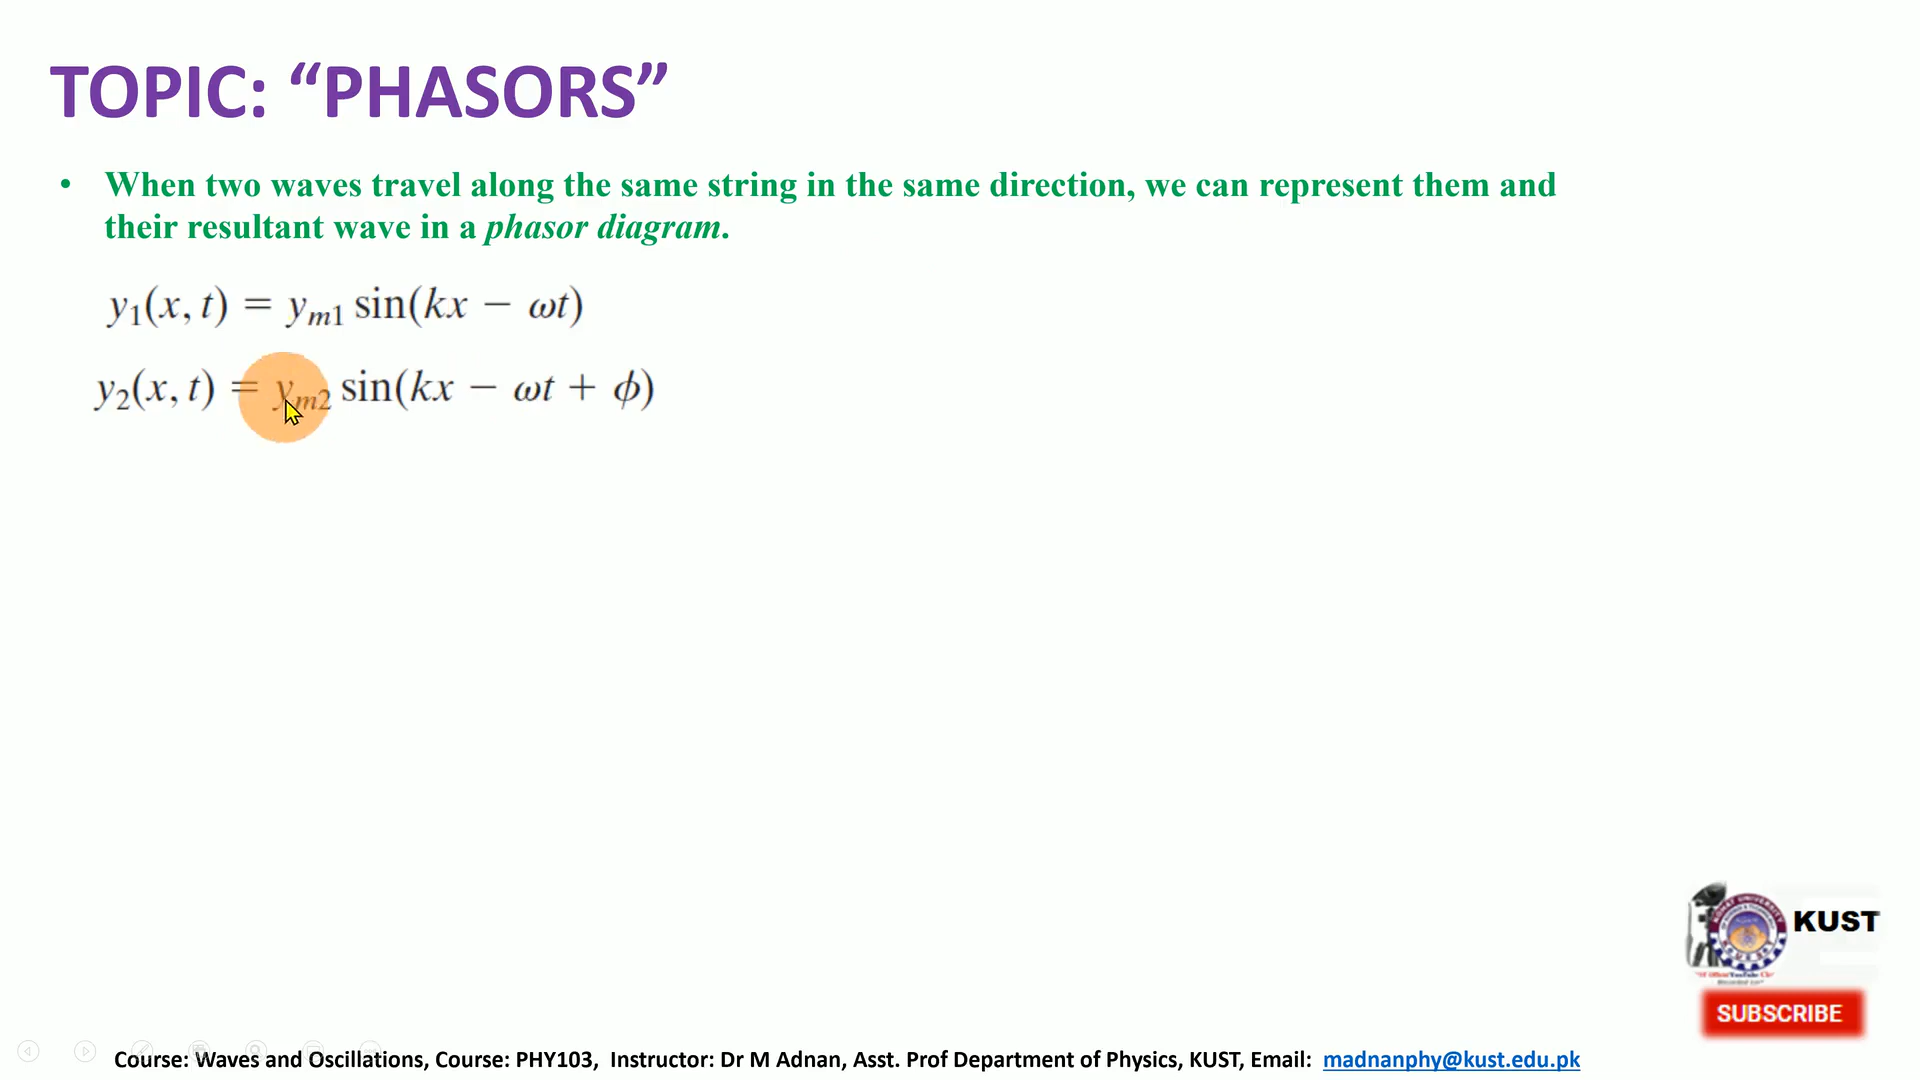 TOPIC: “PHASORS”
• When two waves travel along the same string in the same direction, we can represent them and
their resultant wave in a phasor diagram.
y₁(x, t) = yₘ₁ sin(kx − ωt)
y₂(x, t) = yₘ₂ sin(kx − ωt + ϕ)
KUST
SUBSCRIBE
Course: Waves and Oscillations, Course: PHY103, Instructor: Dr M Adnan, Asst. Prof Department of Physics, KUST, Email: madnanphy@kust.edu.pk